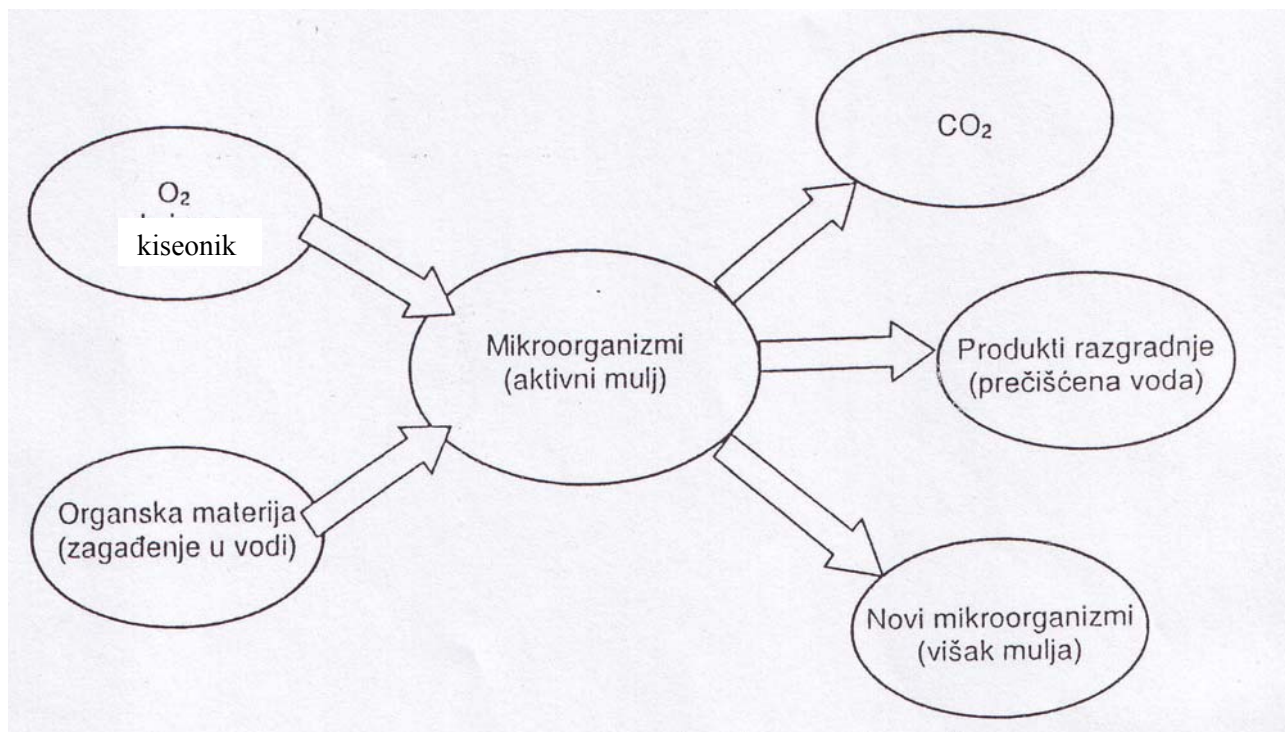 O₂
kiseonik
Organska materija
(zagađenje u vodi)
Mikroorganizmi
(aktivni mulj)
CO₂
Produkti razgradnje
(prečišćena voda)
Novi mikroorganizmi
(višak mulja)